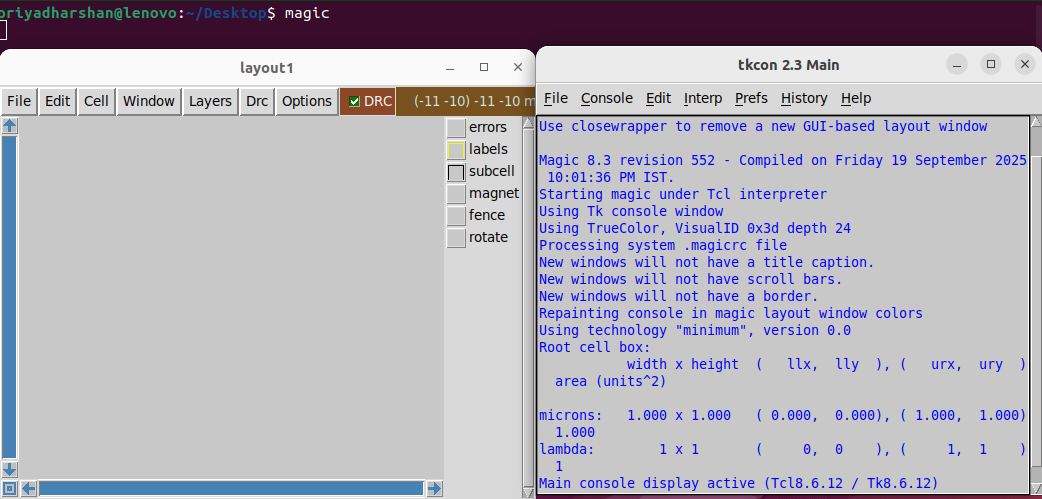 priyadharshan@lenovo:~/Desktop$ magic
layout1
File Edit Cell Window Layers Drc Options DRC (-11 -10) -11 -10 m
errors
labels
subcell
magnet
fence
rotate
tkcon 2.3 Main
File Console Edit Interp Prefs History Help
Use closewrapper to remove a new GUI-based layout window
Magic 8.3 revision 552 - Compiled on Friday 19 September 2025
10:01:36 PM IST.
Starting magic under Tcl interpreter
Using Tk console window
Using TrueColor, VisualID 0x3d depth 24
Processing system .magicrc file
New windows will not have a title caption.
New windows will not have scroll bars.
New windows will not have a border.
Repainting console in magic layout window colors
Using technology "minimum", version 0.0
Root cell box:
width x height ( llx, lly ), ( urx, ury )
area (units^2)
microns: 1.000 x 1.000 ( 0.000, 0.000), ( 1.000, 1.000)
1.000
lambda: 1 x 1 ( 0, 0 ), ( 1, 1 )
1
Main console display active (Tcl8.6.12 / Tk8.6.12)